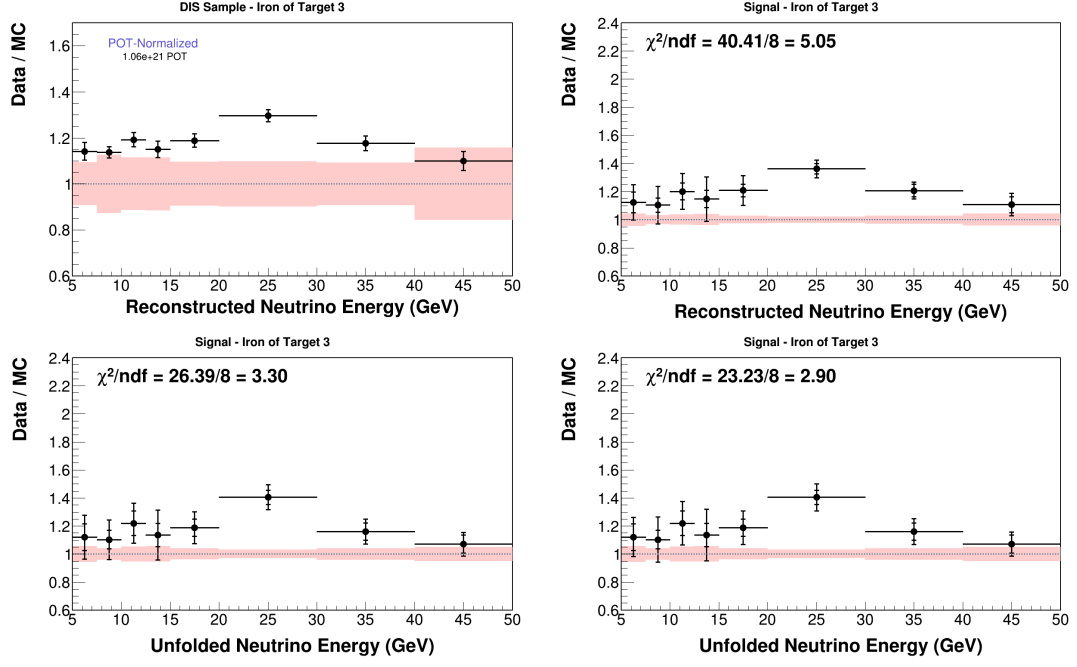 DIS Sample - Iron of Target 3
Data / MC
POT-Normalized
1.06e+21 POT
1.6
1.4
1.2
1
0.8
0.6
5 10 15 20 25 30 35 40 45 50
Reconstructed Neutrino Energy (GeV)
Signal - Iron of Target 3
Data / MC
χ²/ndf = 40.41/8 = 5.05
2.4
2.2
2
1.8
1.6
1.4
1.2
1
0.8
0.6
5 10 15 20 25 30 35 40 45 50
Reconstructed Neutrino Energy (GeV)
Signal - Iron of Target 3
Data / MC
χ²/ndf = 26.39/8 = 3.30
2.4
2.2
2
1.8
1.6
1.4
1.2
1
0.8
0.6
5 10 15 20 25 30 35 40 45 50
Unfolded Neutrino Energy (GeV)
Signal - Iron of Target 3
Data / MC
χ²/ndf = 23.23/8 = 2.90
2.4
2.2
2
1.8
1.6
1.4
1.2
1
0.8
0.6
5 10 15 20 25 30 35 40 45 50
Unfolded Neutrino Energy (GeV)